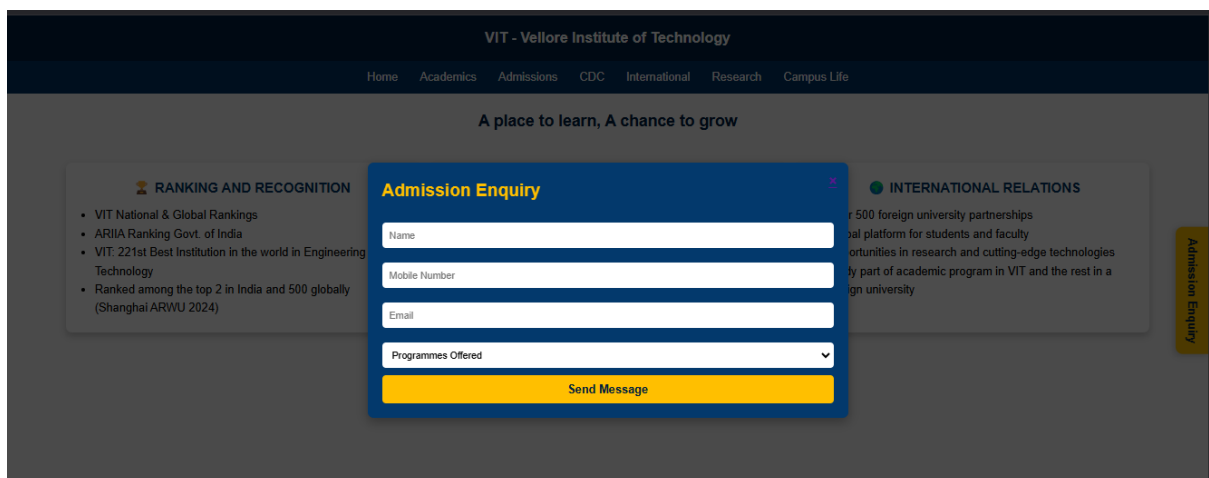 VIT - Vellore Institute of Technology
Home Academics Admissions CDC International Research Campus Life
A place to learn, A chance to grow
RANKING AND RECOGNITION
VIT National & Global Rankings
ARIIA Ranking Govt. of India
VIT: 221st Best Institution in the world in Engineering
Technology
Ranked among the top 2 in India and 500 globally
(Shanghai ARWU 2024)
Admission Enquiry
×
Name
Mobile Number
Email
Programmes Offered
Send Message
INTERNATIONAL RELATIONS
500 foreign university partnerships
platform for students and faculty
in research and cutting-edge technologies
part of academic program in VIT and the rest in a
university
Admission Enquiry